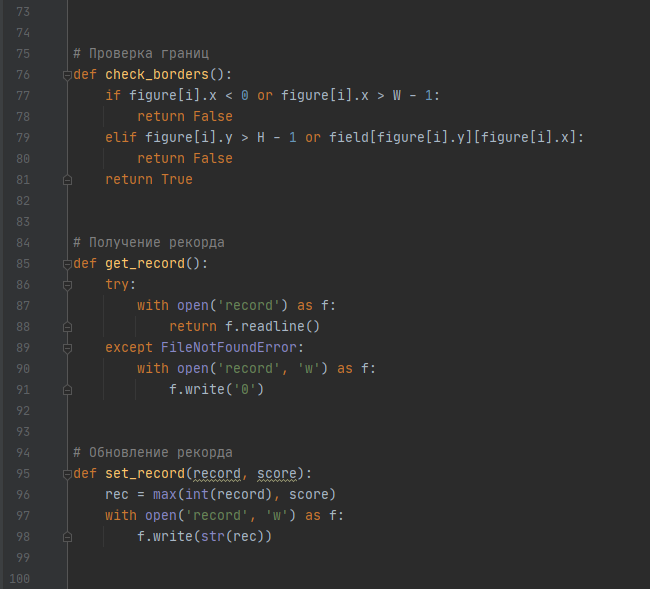 73
74
75 # Проверка границ
76 def check_borders():
77     if figure[i].x < 0 or figure[i].x > W - 1:
78         return False
79     elif figure[i].y > H - 1 or field[figure[i].y][figure[i].x]:
80         return False
81     return True
82
83
84 # Получение рекорда
85 def get_record():
86     try:
87         with open('record') as f:
88             return f.readline()
89     except FileNotFoundError:
90         with open('record', 'w') as f:
91             f.write('0')
92
93
94 # Обновление рекорда
95 def set_record(record, score):
96     rec = max(int(record), score)
97     with open('record', 'w') as f:
98         f.write(str(rec))
99
100